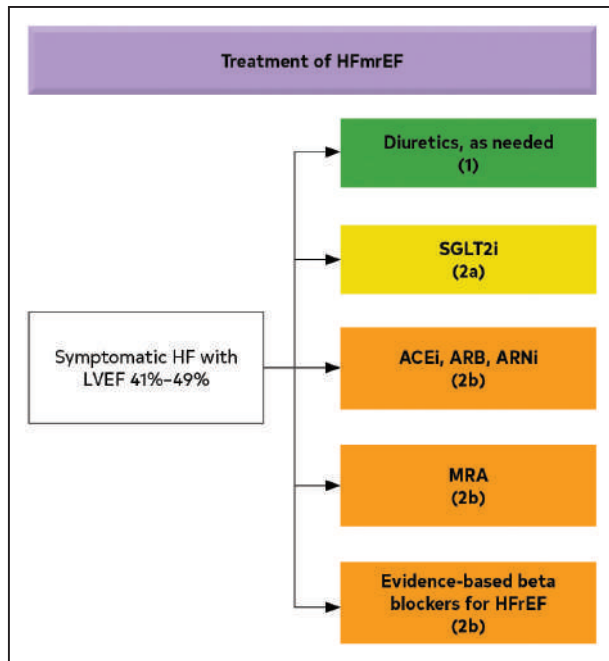 Treatment of HFmrEF
Diuretics, as needed
(1)
SGLT2i
(2a)
Symptomatic HF with
LVEF 41%–49%
ACEi, ARB, ARNi
(2b)
MRA
(2b)
Evidence-based beta
blockers for HFrEF
(2b)